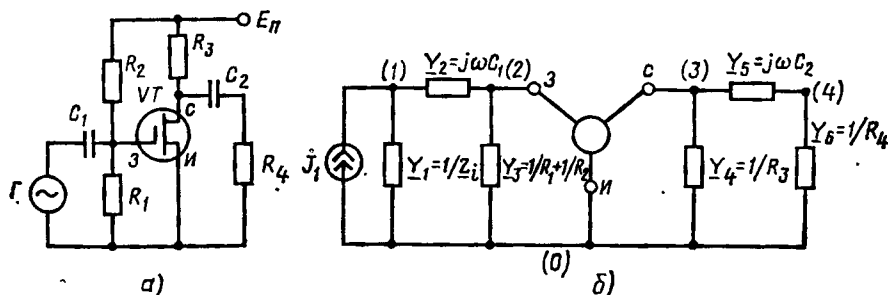 Eп
R₃
R₂
C₂
VT
C
C₁
З
И
R₄
Г
R₁
а)
(1)
Y₂=jωC₁
(2)
З
С
(3)
Y₅=jωC₂
(4)
J̇ᵢ
Y₁=1/Zᵢ
Y₃=1/R₁+1/R₂
И
Y₄=1/R₃
Y₆=1/R₄
(0)
б)